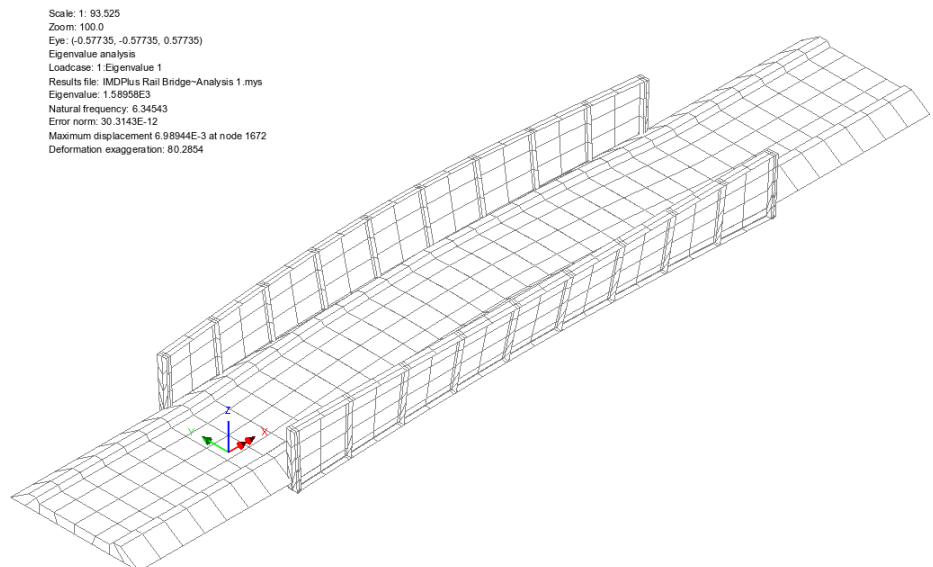 Scale: 1: 93.525
Zoom: 100.0
Eye: (-0.57735, -0.57735, 0.57735)
Eigenvalue analysis
Loadcase: 1:Eigenvalue 1
Results file: IMDPlus Rail Bridge~Analysis 1.mys
Eigenvalue: 1.58958E3
Natural frequency: 6.34543
Error norm: 30.3143E-12
Maximum displacement 6.98944E-3 at node 1672
Deformation exaggeration: 80.2854
Z
Y
X